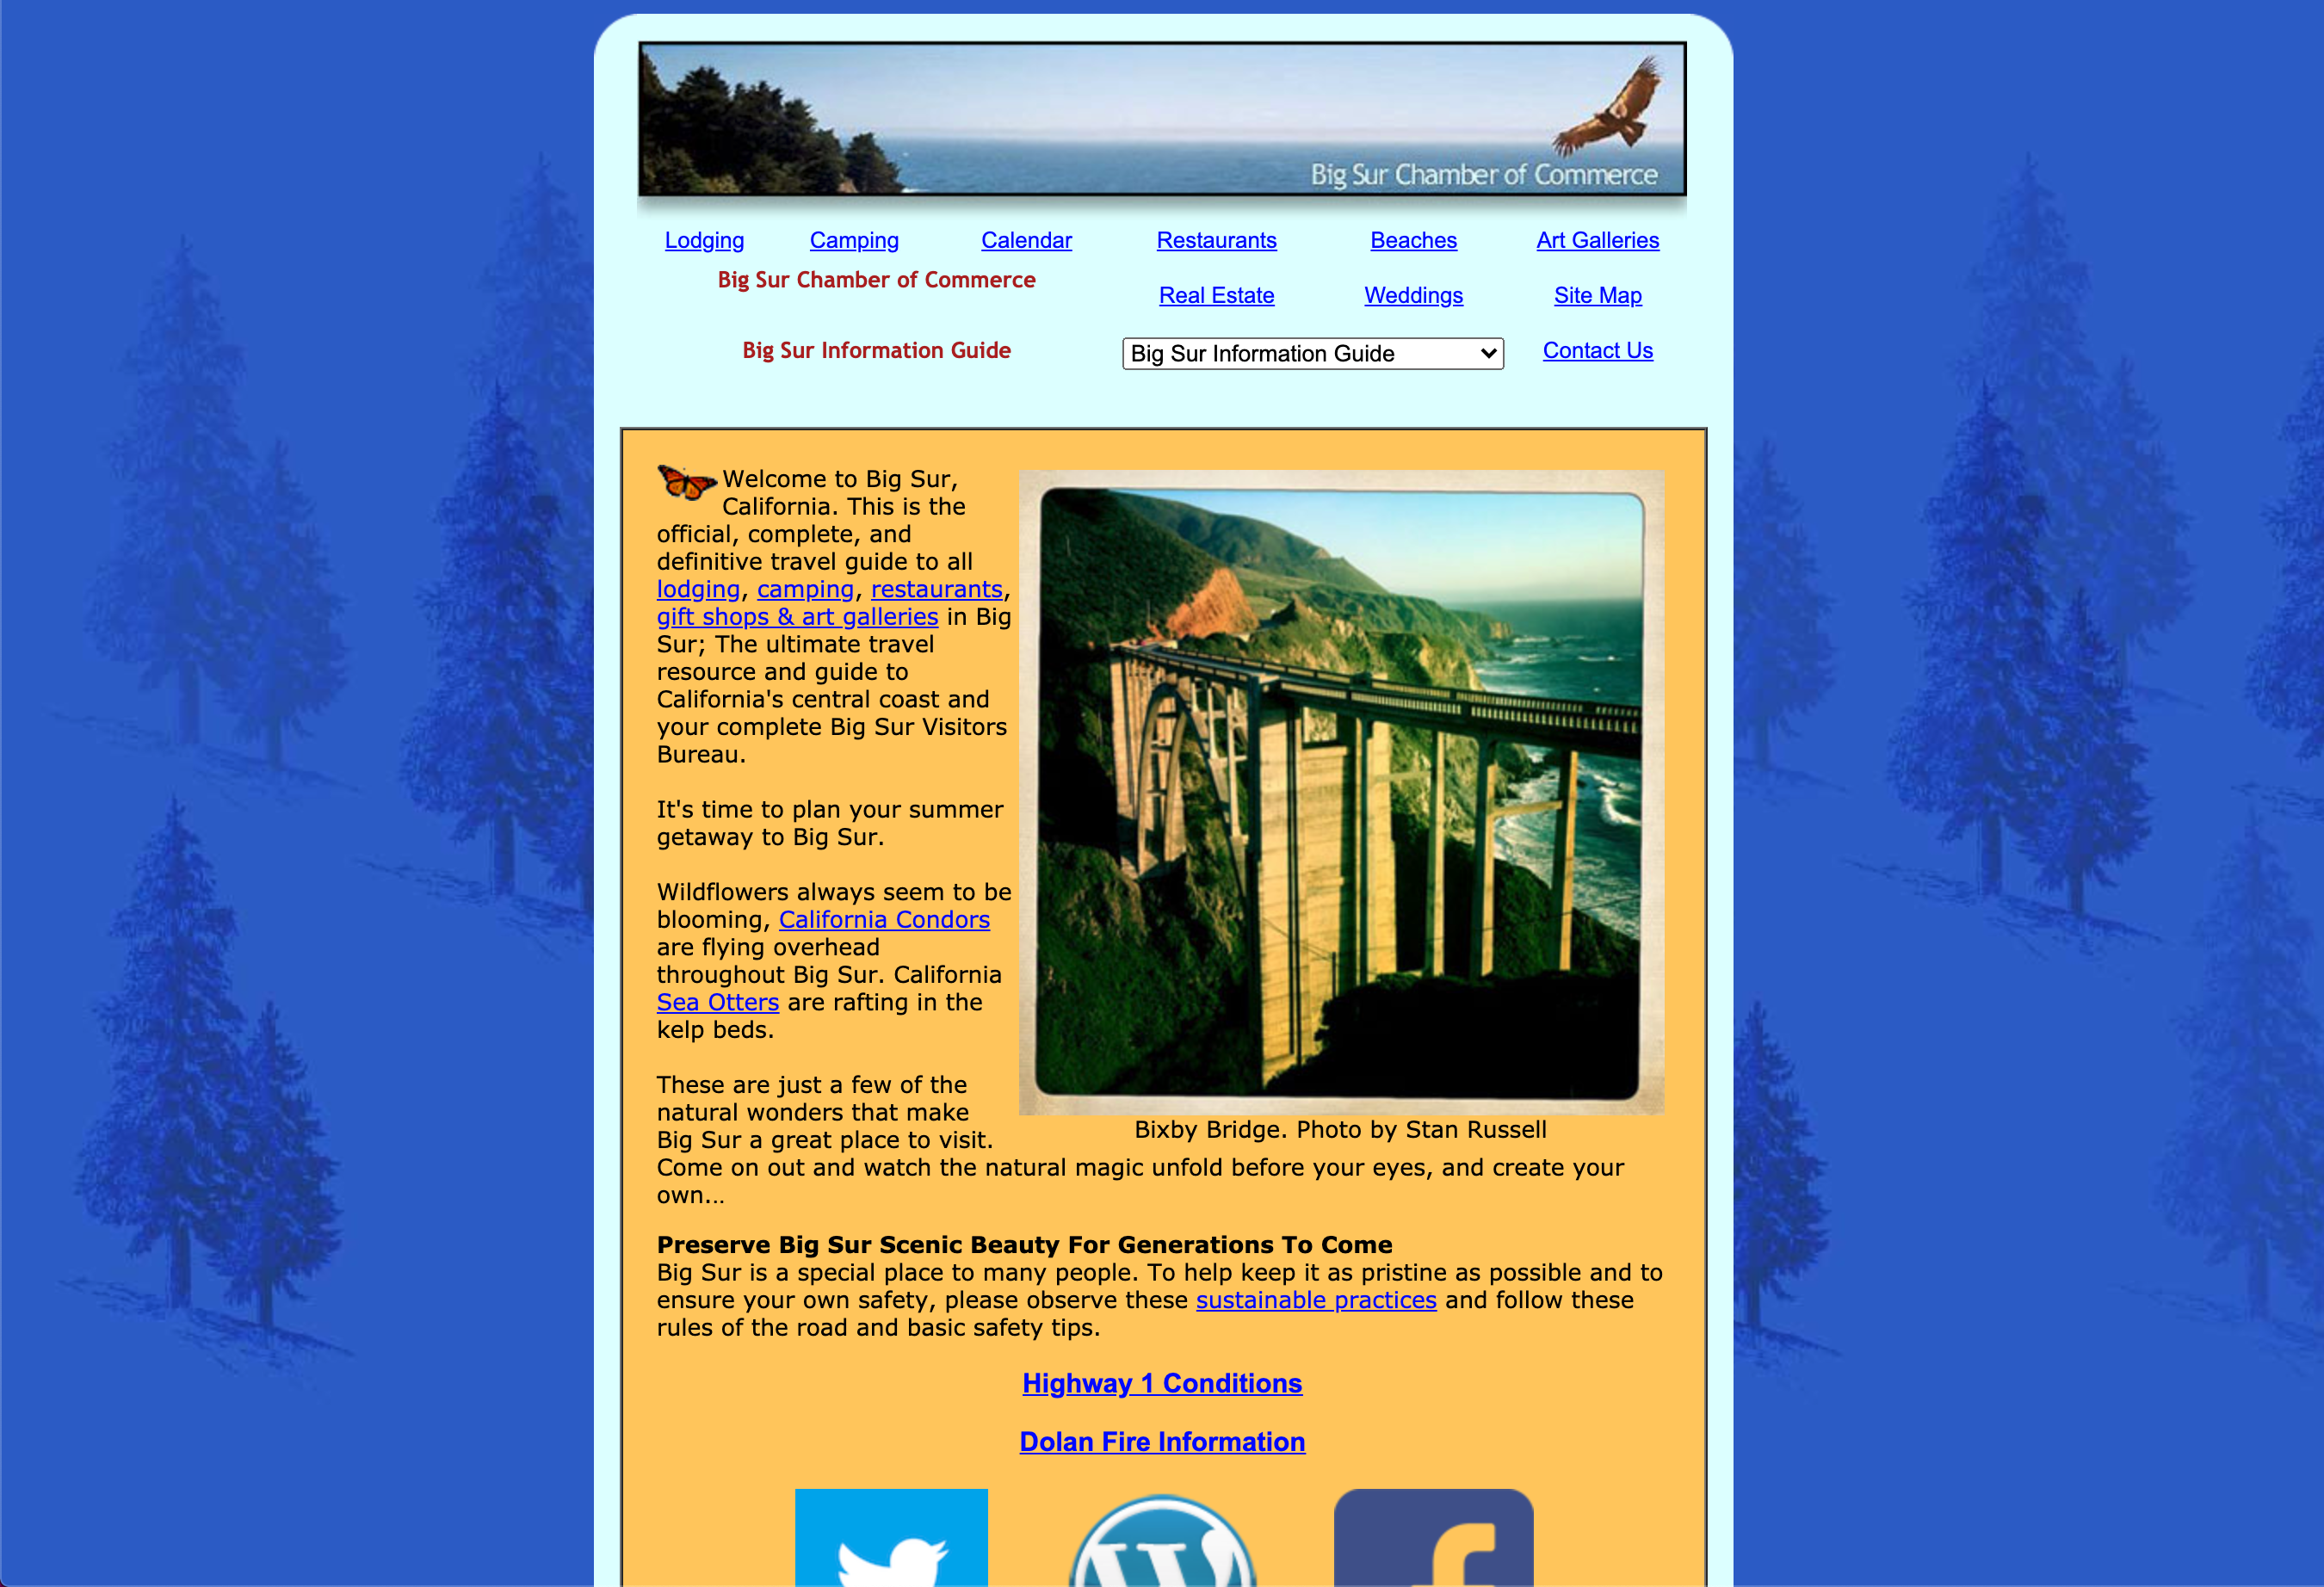 Big Sur Chamber of Commerce
Lodging Camping Calendar Restaurants Beaches Art Galleries
Big Sur Chamber of Commerce
Real Estate Weddings Site Map
Big Sur Information Guide Big Sur Information Guide Contact Us
Welcome to Big Sur,
California. This is the
official, complete, and
definitive travel guide to all
lodging, camping, restaurants,
gift shops & art galleries in Big
Sur; The ultimate travel
resource and guide to
California's central coast and
your complete Big Sur Visitors
Bureau.
It's time to plan your summer
getaway to Big Sur.
Wildflowers always seem to be
blooming, California Condors
are flying overhead
throughout Big Sur. California
Sea Otters are rafting in the
kelp beds.
These are just a few of the
natural wonders that make
Big Sur a great place to visit.
Bixby Bridge. Photo by Stan Russell
Come on out and watch the natural magic unfold before your eyes, and create your
own...
Preserve Big Sur Scenic Beauty For Generations To Come
Big Sur is a special place to many people. To help keep it as pristine as possible and to
ensure your own safety, please observe these sustainable practices and follow these
rules of the road and basic safety tips.
Highway 1 Conditions
Dolan Fire Information